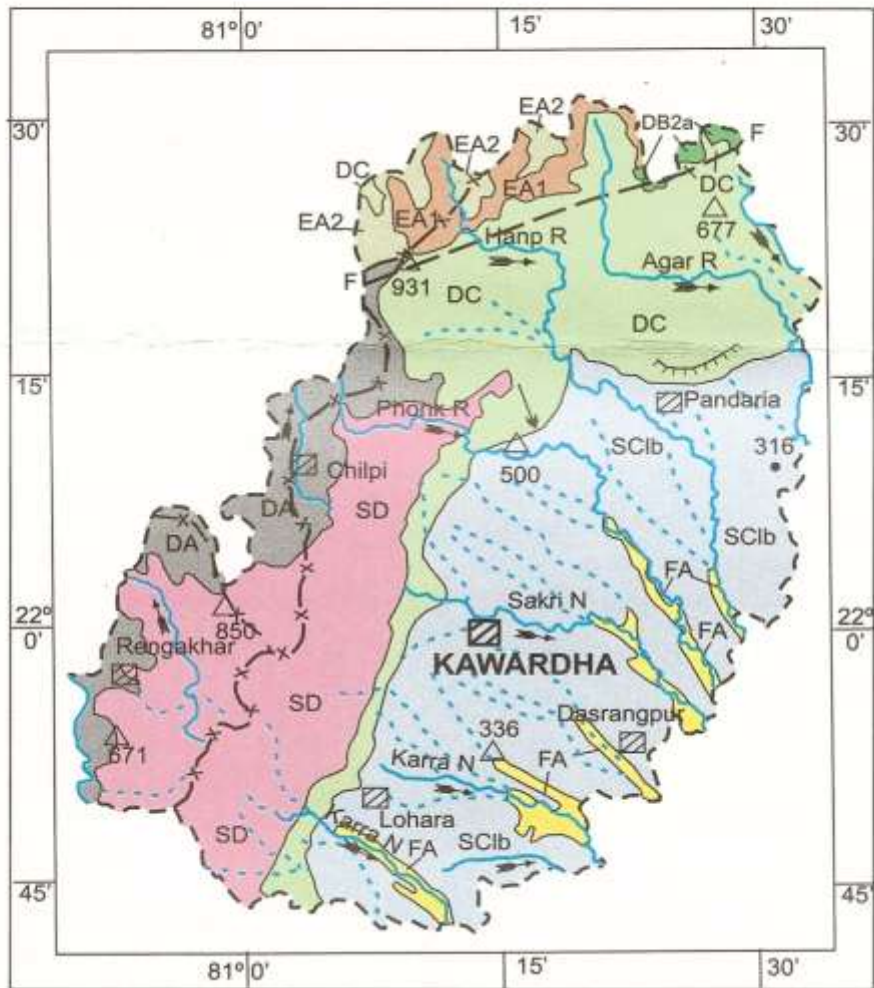 81° 0' 15' 30'
30' 30'
EA2
DB2a F
EA2
DC EA1 DC
EA2 EA1 677
Hanp R
Agar R
F 931
DC DC
15' 15'
Phonk R Pandaria
SClb 316
Chilpi 500
SD
DA SClb
DA FA
Sakri N
22° 22°
0' 0'
850 FA
Rengakhar KAWARDHA
SD Dasrangpur
671 336
FA
Karra N
Lohara
SD Karra N SClb
FA
45' 45'
81° 0' 15' 30'